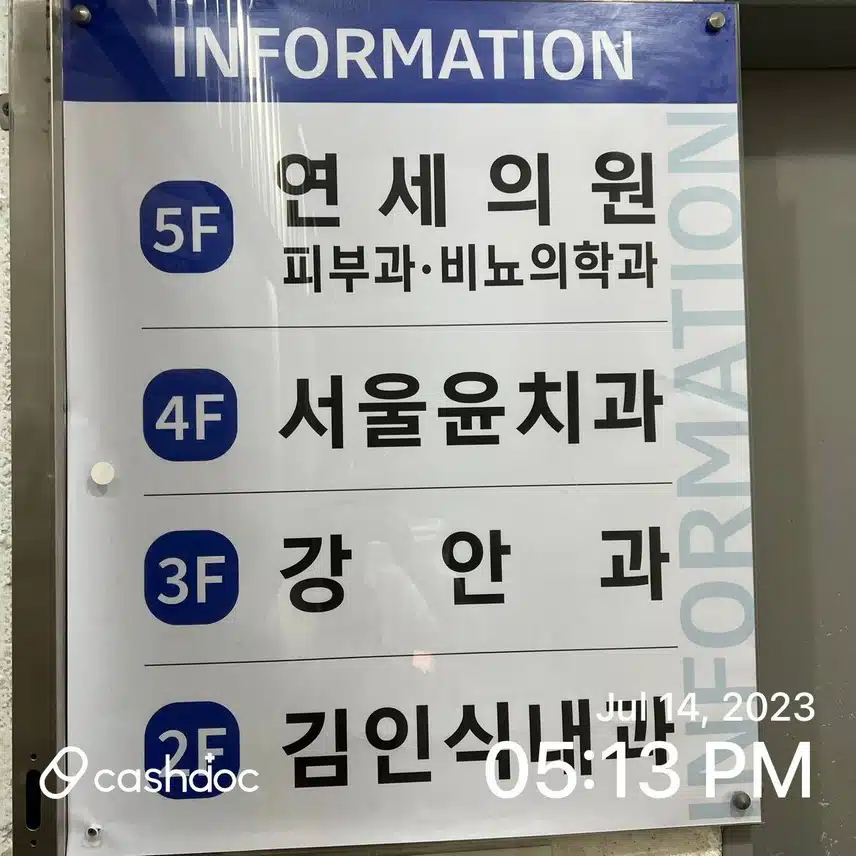 INFORMATION
5F 연세의원
피부과·비뇨의학과
4F 서울윤치과
3F 강안과
2F 김인식내과
INFORMATION
Jul 14, 2023
05:13 PM
cashdoc